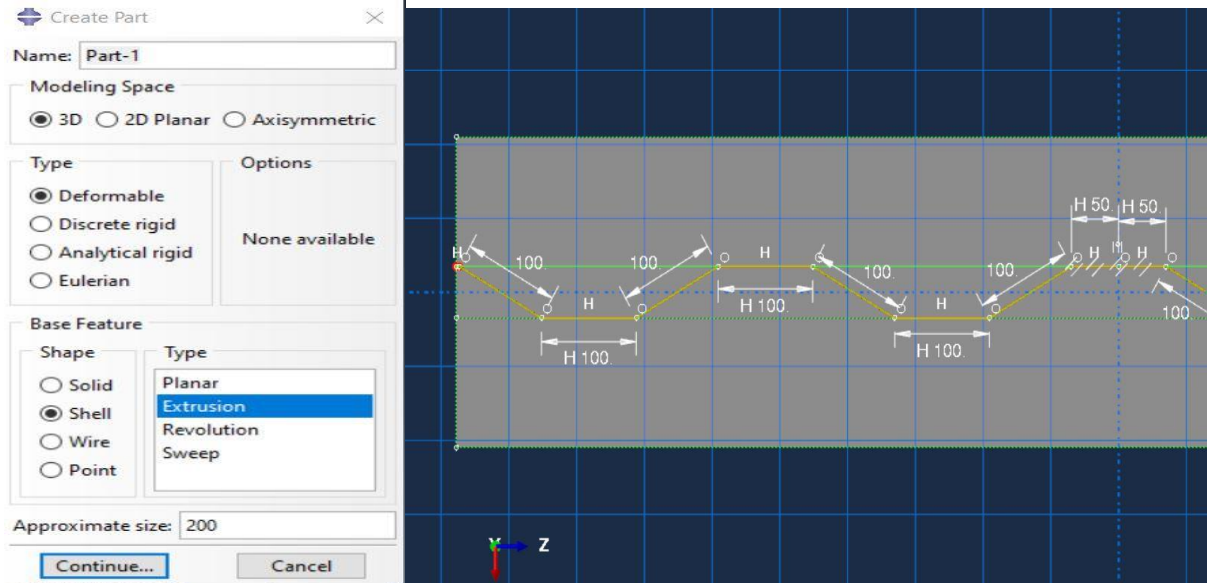 Create Part
Name: Part-1
Modeling Space
3D 2D Planar Axisymmetric
Type
Options
Deformable
Discrete rigid
Analytical rigid
Eulerian
None available
Base Feature
Shape
Type
Solid
Shell
Wire
Point
Planar
Extrusion
Revolution
Sweep
Approximate size: 200
Continue... Cancel
H 50. H 50.
H 100. 100. H 100. 100. H H
H H 100.
H 100. H 100. H 100.
Y Z